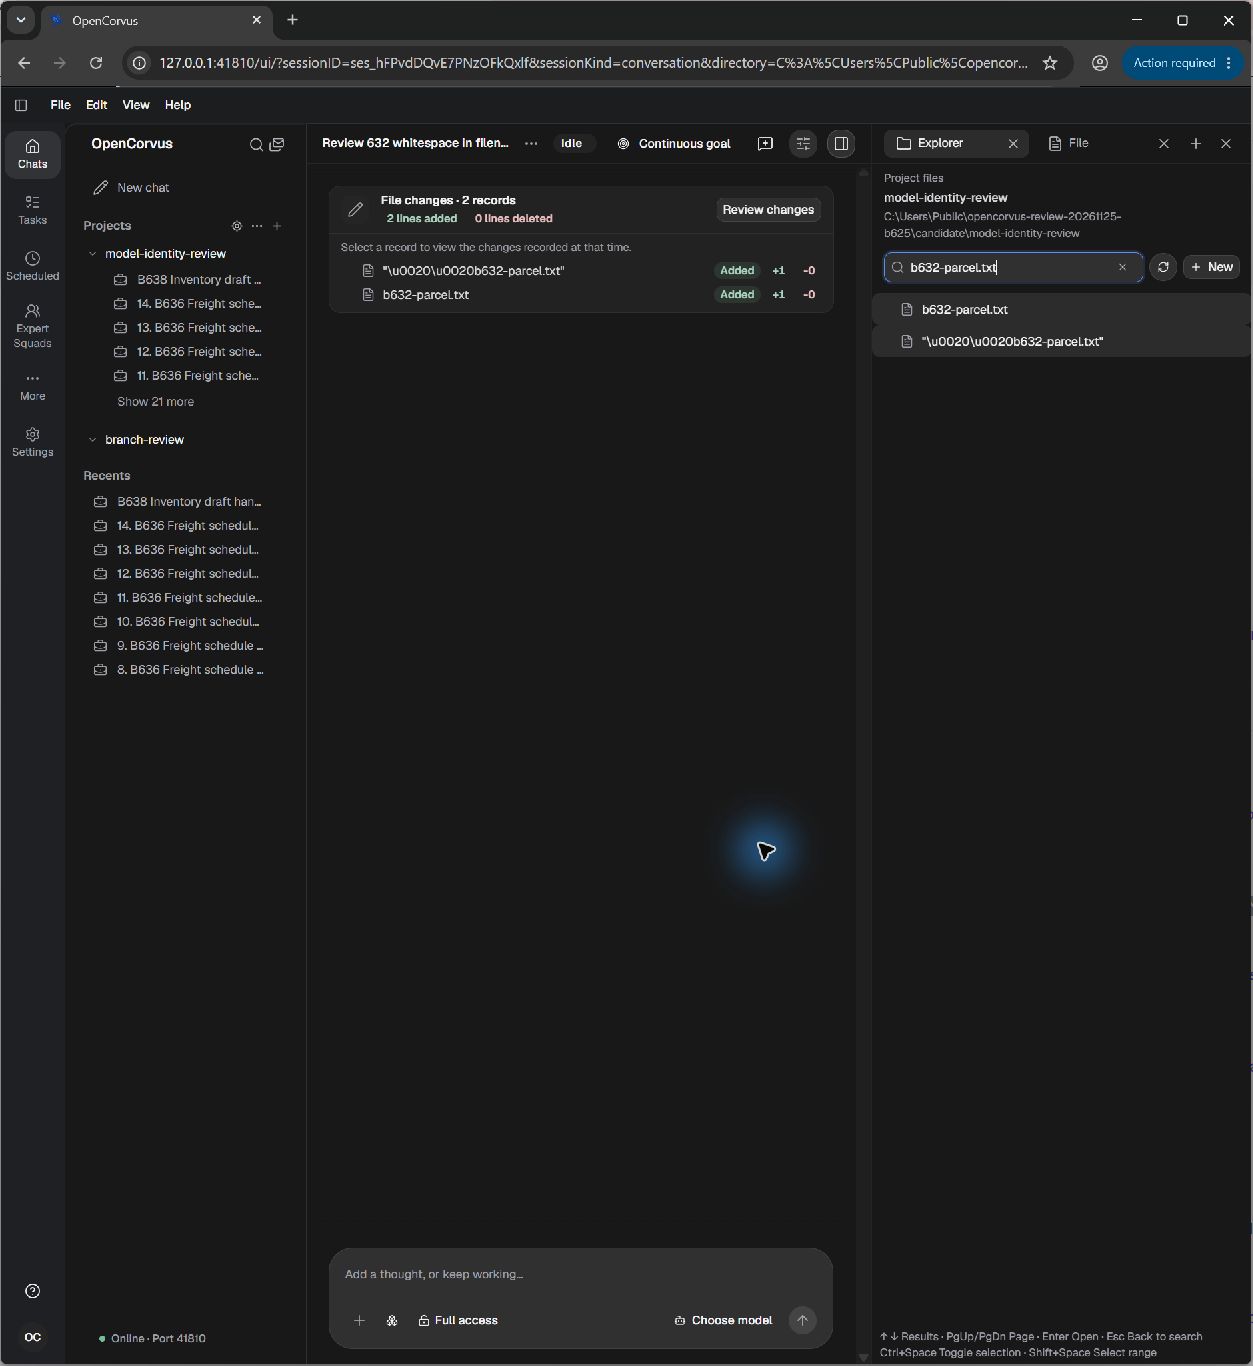 OpenCorvus
127.0.0.1:41810/ui/?sessionID=ses_hFPvdDQvE7PNzOFkQxIf&sessionKind=conversation&directory=C%3A%5CUsers%5CPublic%5Copencor...
Action required
File Edit View Help
Chats
Tasks
Scheduled
Expert
Squads
More
Settings
OC
OpenCorvus
New chat
Projects
model-identity-review
B638 Inventory draft ...
14. B636 Freight sche...
13. B636 Freight sche...
12. B636 Freight sche...
11. B636 Freight sche...
Show 21 more
branch-review
Recents
B638 Inventory draft han...
14. B636 Freight schedul...
13. B636 Freight schedul...
12. B636 Freight schedul...
11. B636 Freight schedule...
10. B636 Freight schedul...
9. B636 Freight schedule ...
8. B636 Freight schedule ...
Online · Port 41810
Review 632 whitespace in filen... ... Idle Continuous goal
File changes · 2 records
2 lines added 0 lines deleted
Review changes
Select a record to view the changes recorded at that time.
"\u0020\u0020b632-parcel.txt" Added +1 -0
b632-parcel.txt Added +1 -0
Add a thought, or keep working...
Full access
Choose model
Explorer
File
Project files
model-identity-review
C:\Users\Public\opencorvus-review-20261125-
b625\candidate\model-identity-review
b632-parcel.txt
+ New
b632-parcel.txt
"\u0020\u0020b632-parcel.txt"
↑↓ Results · PgUp/PgDn Page · Enter Open · Esc Back to search
Ctrl+Space Toggle selection · Shift+Space Select range